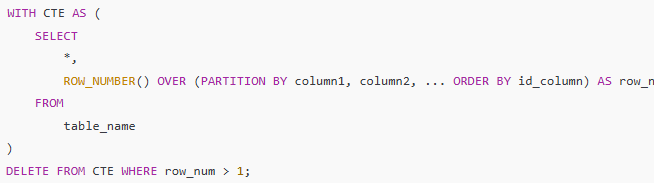 WITH CTE AS (
SELECT
*,
ROW_NUMBER() OVER (PARTITION BY column1, column2, ... ORDER BY id_column) AS row_n
FROM
table_name
)
DELETE FROM CTE WHERE row_num > 1;